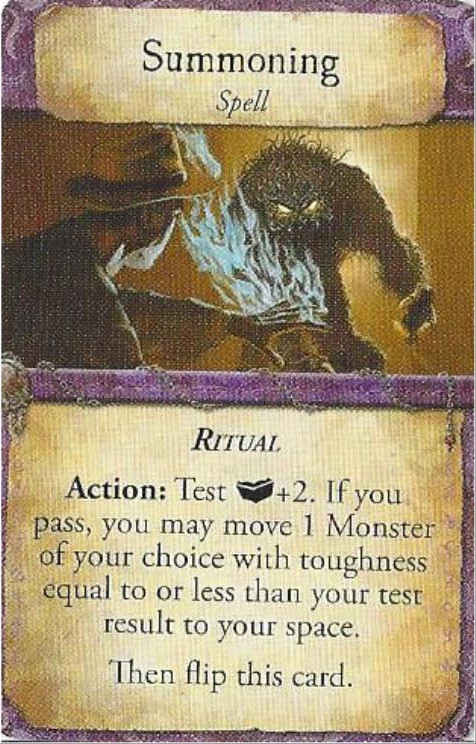 Summoning
Spell
RITUAL
Action: Test +2. If you
pass, you may move 1 Monster
of your choice with toughness
equal to or less than your test
result to your space.
Then flip this card.